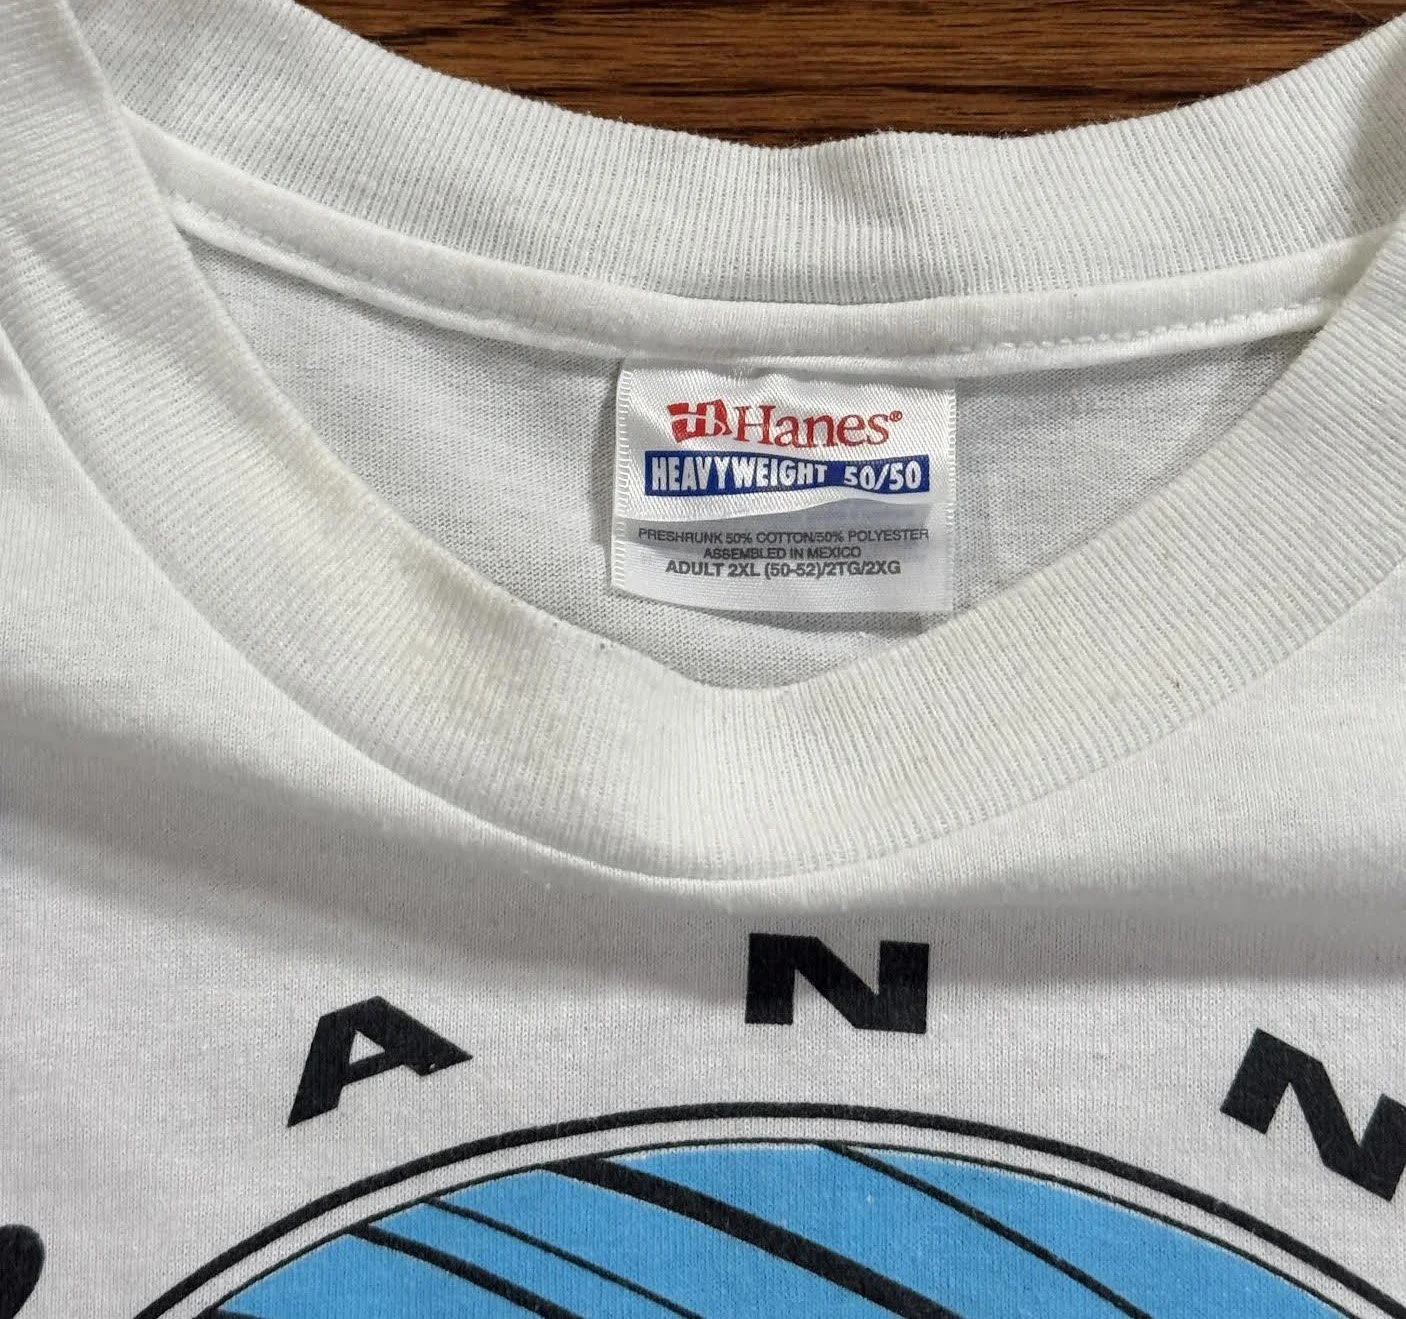 Hanes®
HEAVYWEIGHT 50/50
PRESHRUNK 50% COTTON/50% POLYESTER
ASSEMBLED IN MEXICO
ADULT 2XL (50-52)/2TG/2XG
A N N